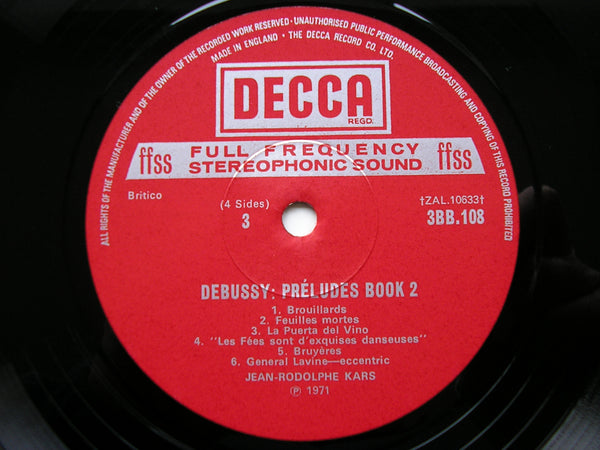 ALL RIGHTS OF THE MANUFACTURER AND OF THE OWNER OF THE RECORDED WORK RESERVED · UNAUTHORISED PUBLIC PERFORMANCE BROADCASTING AND COPYING OF THIS RECORD PROHIBITED
MADE IN ENGLAND · THE DECCA RECORD CO. LTD.
DECCA
REGD.
ffss FULL FREQUENCY STEREOPHONIC SOUND ffss
Britico
(4 Sides)
3
†ZAL.10633†
3BB.108
DEBUSSY: PRÉLUDES BOOK 2
1. Brouillards
2. Feuilles mortes
3. La Puerta del Vino
4. "Les Fées sont d'exquises danseuses"
5. Bruyères
6. General Lavine—eccentric
JEAN-RODOLPHE KARS
℗ 1971